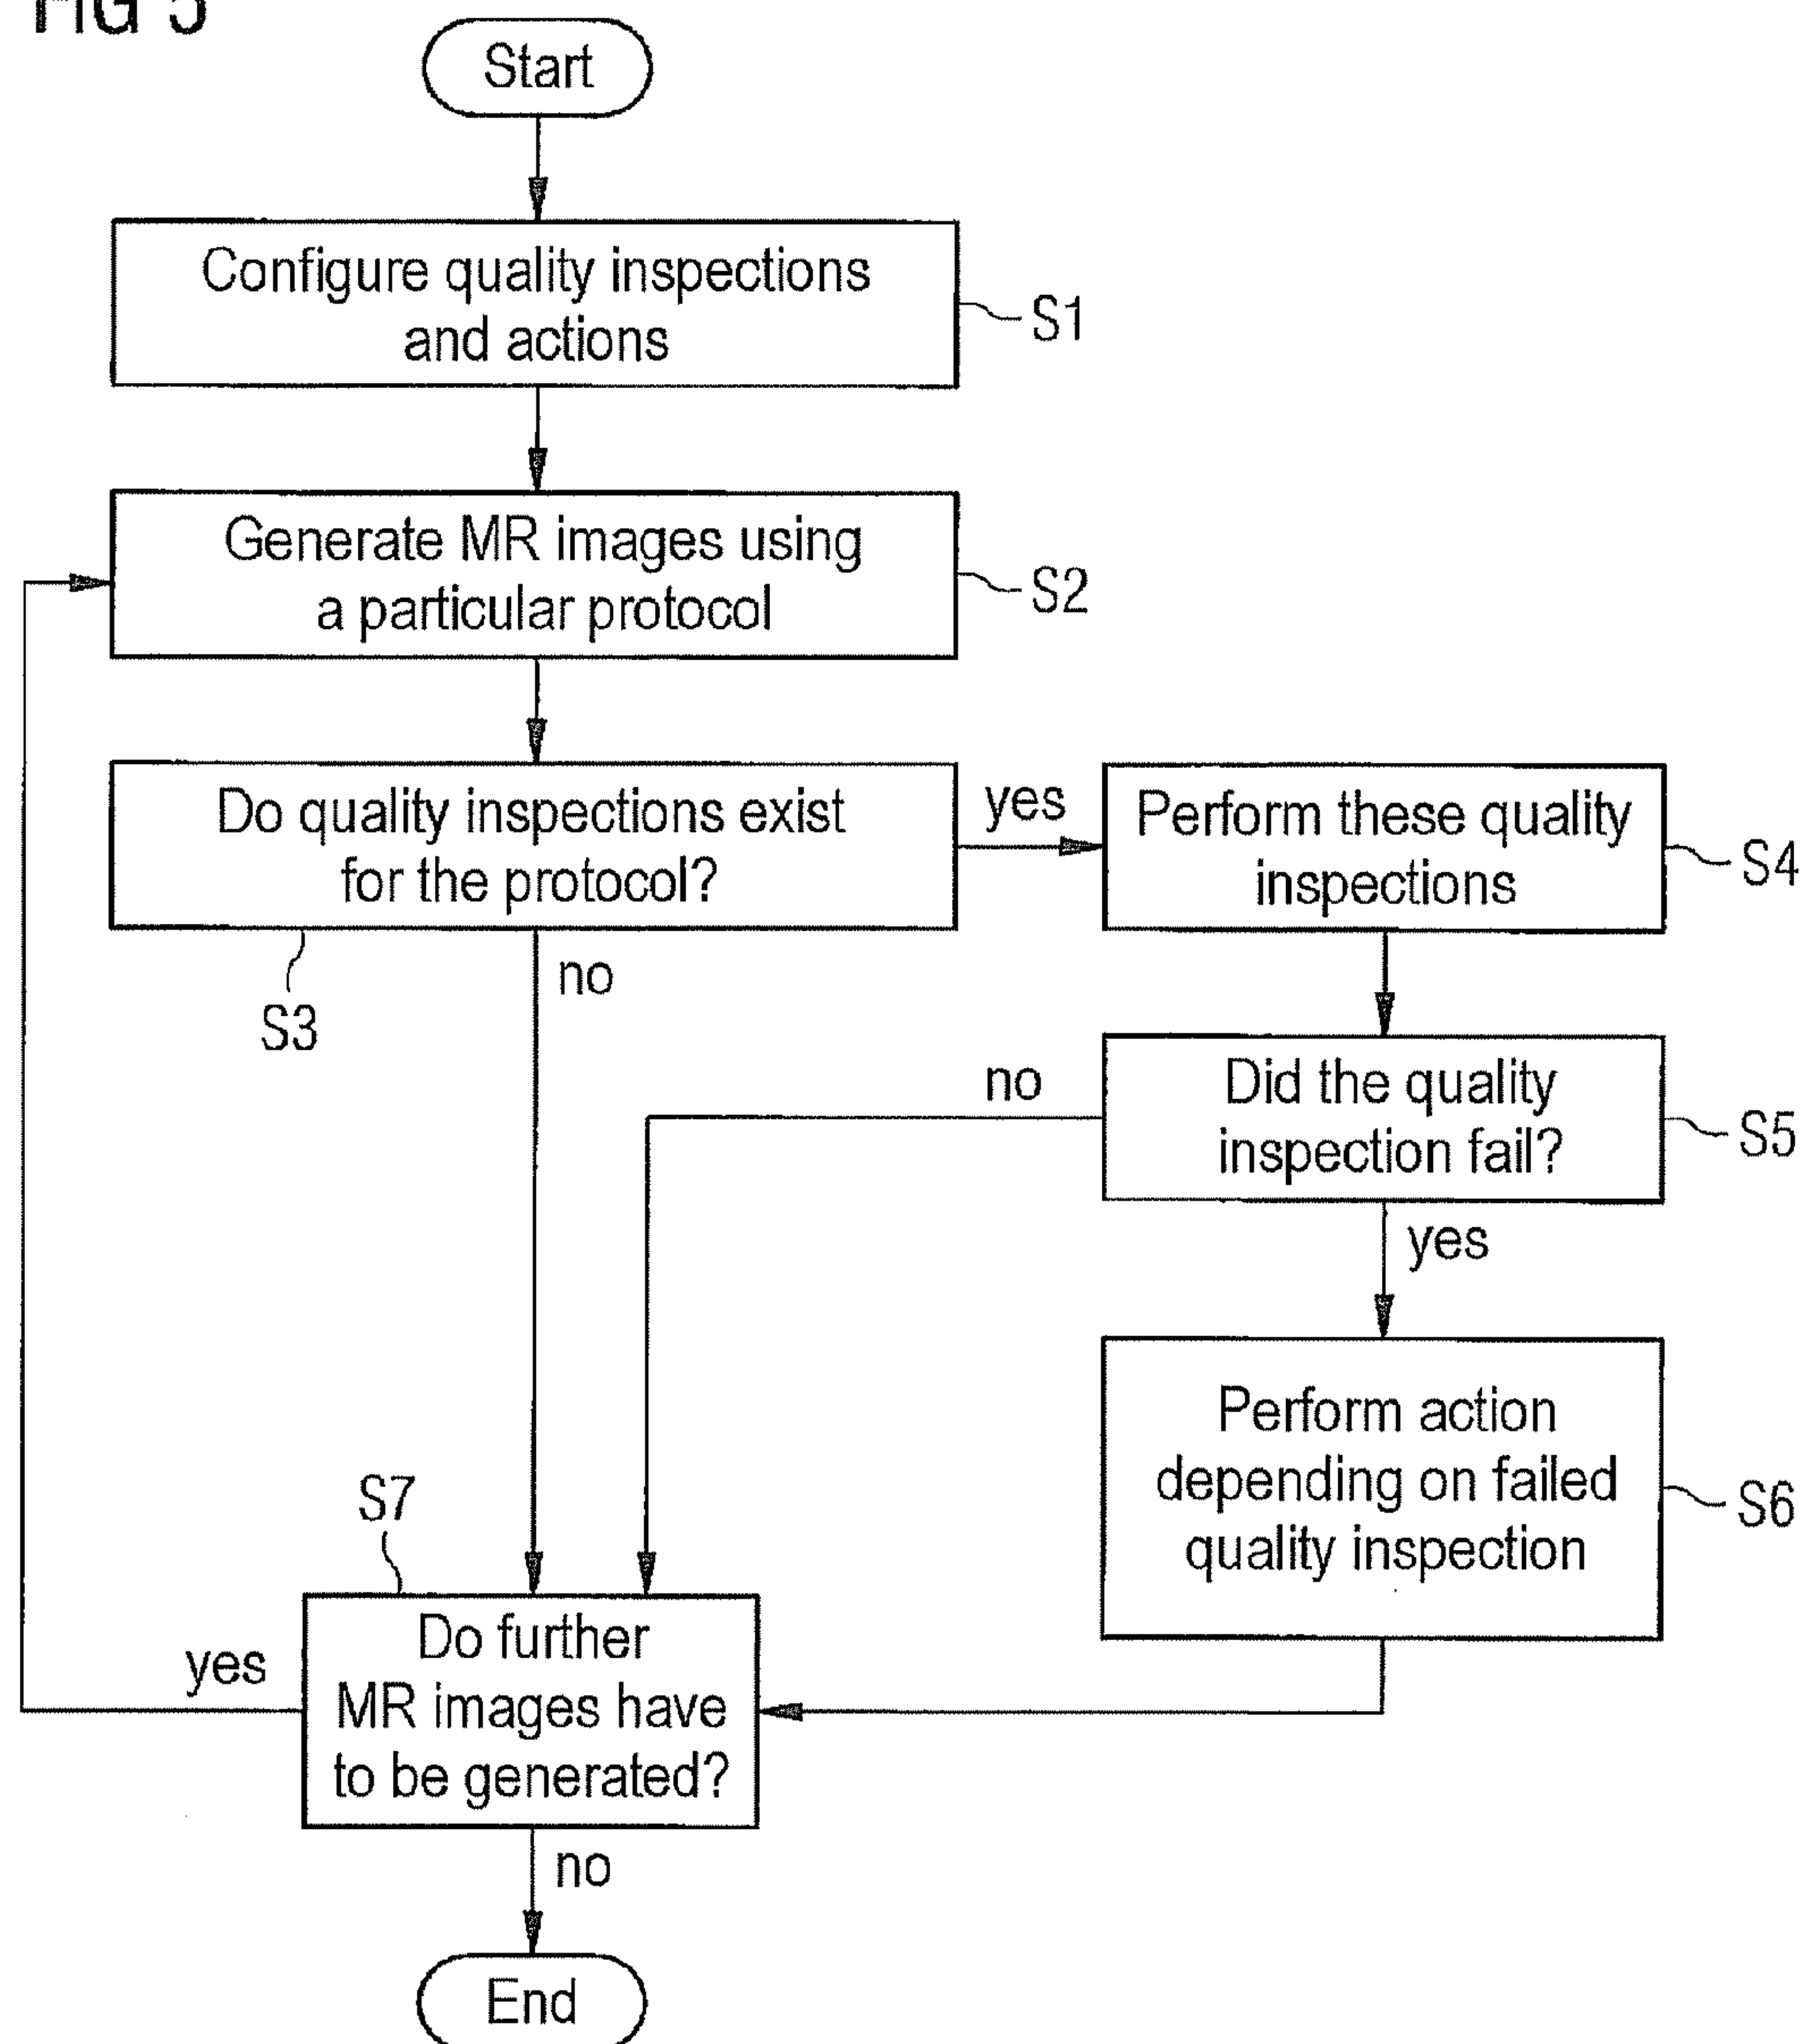 FIG 5
Start
Configure quality inspections
and actions
S1
Generate MR images using
a particular protocol
S2
Do quality inspections exist
for the protocol?
S3
yes
Perform these quality
inspections
S4
no
Did the quality
inspection fail?
S5
no
yes
Perform action
depending on failed
quality inspection
S6
S7
Do further
MR images have
to be generated?
yes
no
End